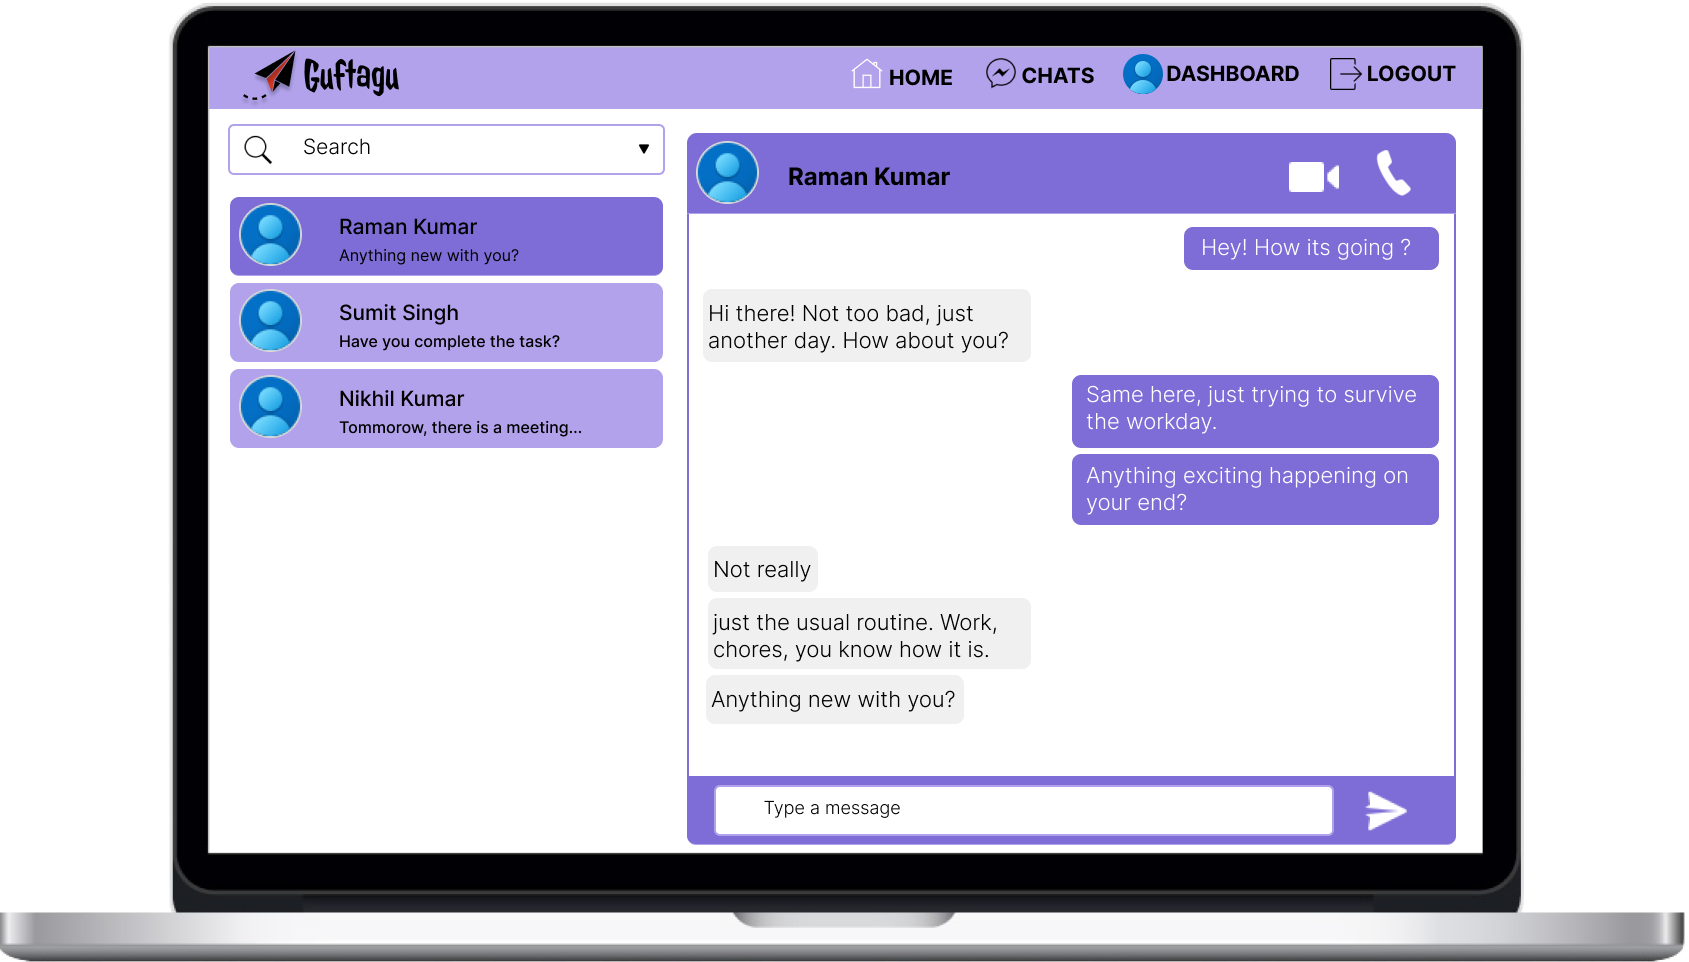 Guftagu
HOME
CHATS
DASHBOARD
LOGOUT
Search
Raman Kumar
Anything new with you?
Sumit Singh
Have you complete the task?
Nikhil Kumar
Tommorow, there is a meeting...
Raman Kumar
Hey! How its going ?
Hi there! Not too bad, just
another day. How about you?
Same here, just trying to survive
the workday.
Anything exciting happening on
your end?
Not really
just the usual routine. Work,
chores, you know how it is.
Anything new with you?
Type a message